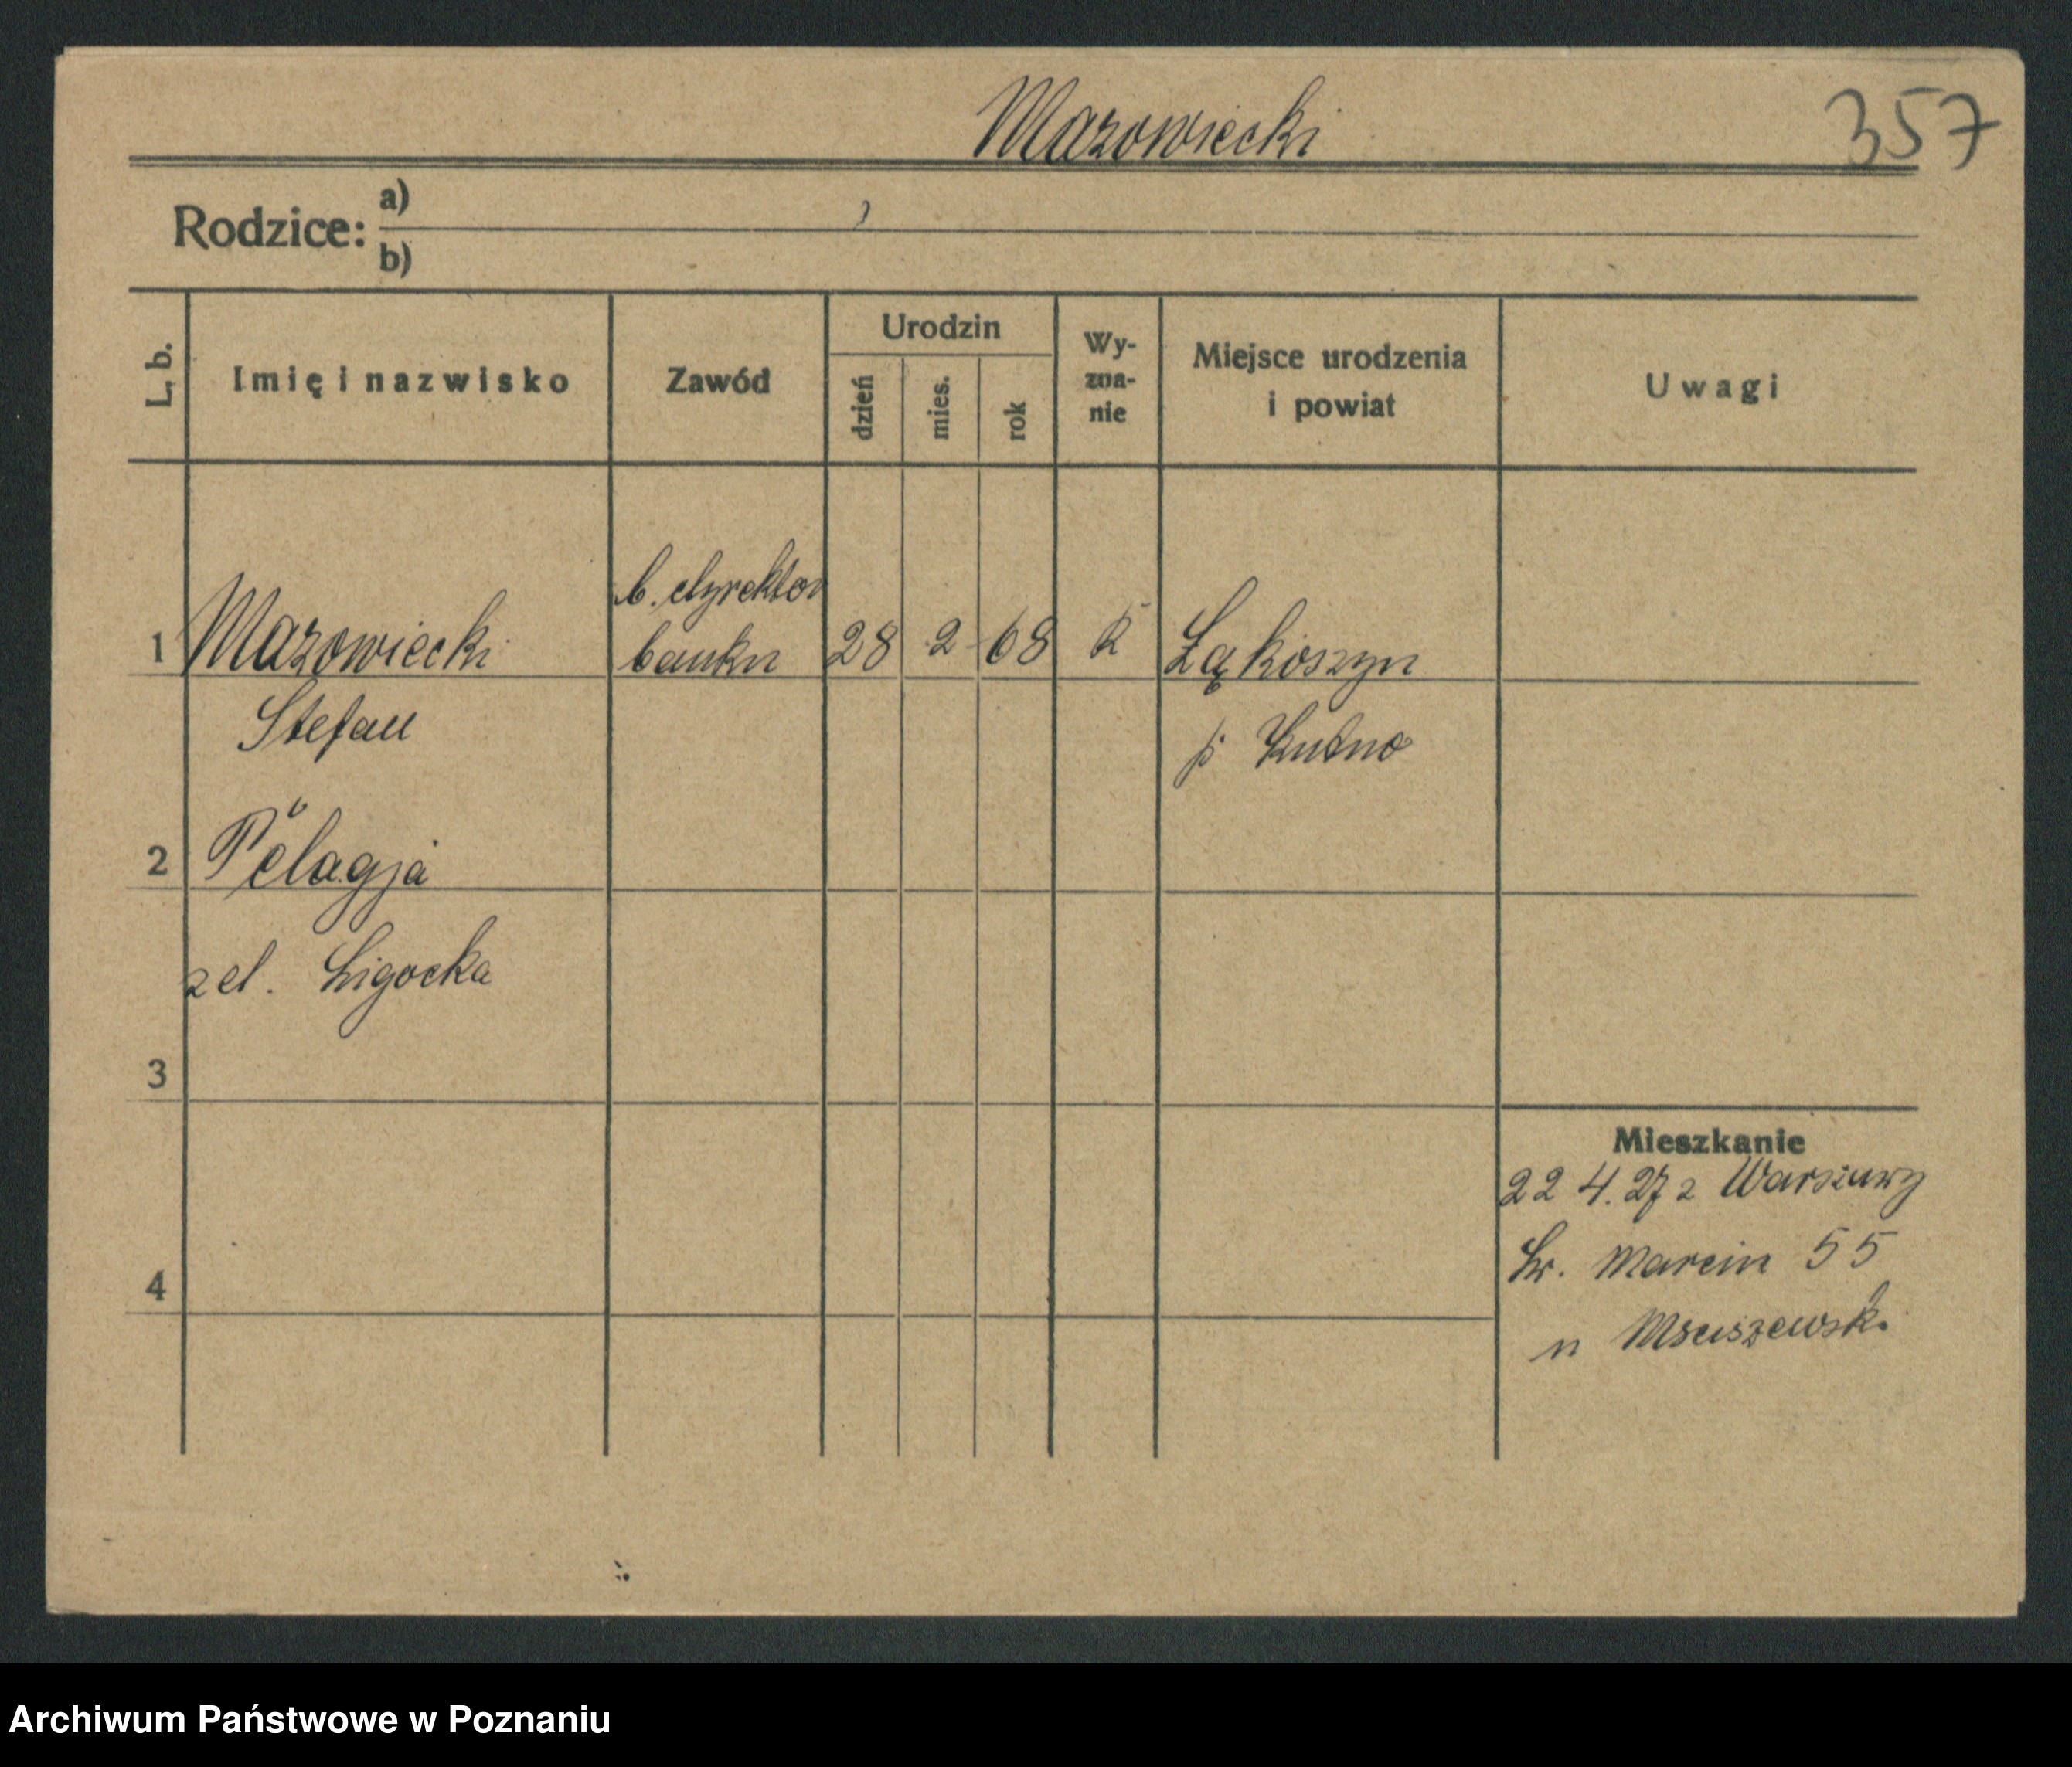 Mazowiecki
357
Rodzice: a)
b)
L. b.
Imię i nazwisko
Zawód
Urodzin
dzień
mies.
rok
Wy-
zna-
nie
Miejsce urodzenia
i powiat
Uwagi
b. dyrektor
1 Mazowiecki banku 28 2 68 K Łąkoszyn
Stefan p Kutno
2 Pelagja
z d. Ligocka
3
Mieszkanie
22 4. 27 z Warszawy
Św. Marcin 55
4
u
Archiwum Państwowe w Poznaniu